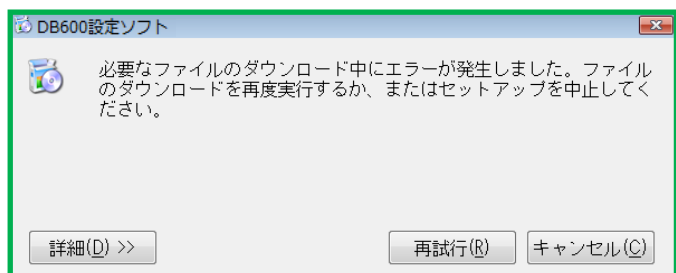 DB600設定ソフト
必要なファイルのダウンロード中にエラーが発生しました。ファイル
のダウンロードを再度実行するか、またはセットアップを中止してく
ださい。
詳細(D) >> 再試行(R) キャンセル(C)